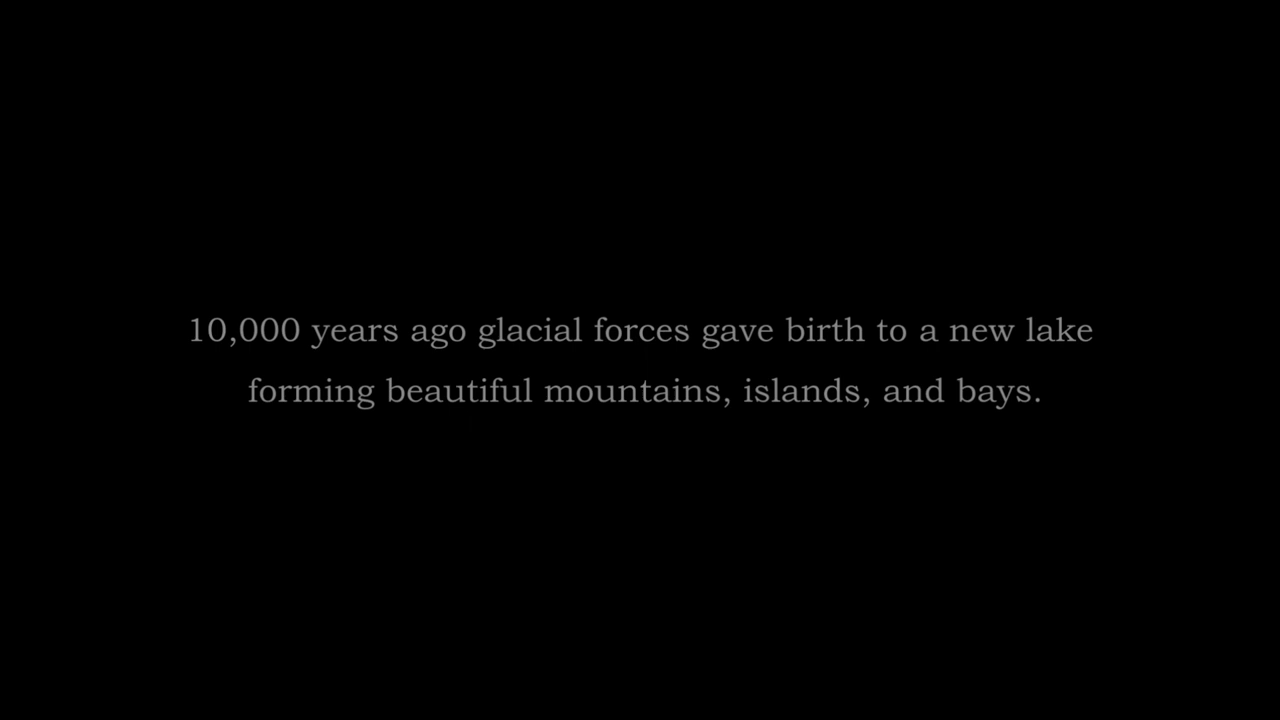 10,000 years ago glacial forces gave birth to a new lake
forming beautiful mountains, islands, and bays.